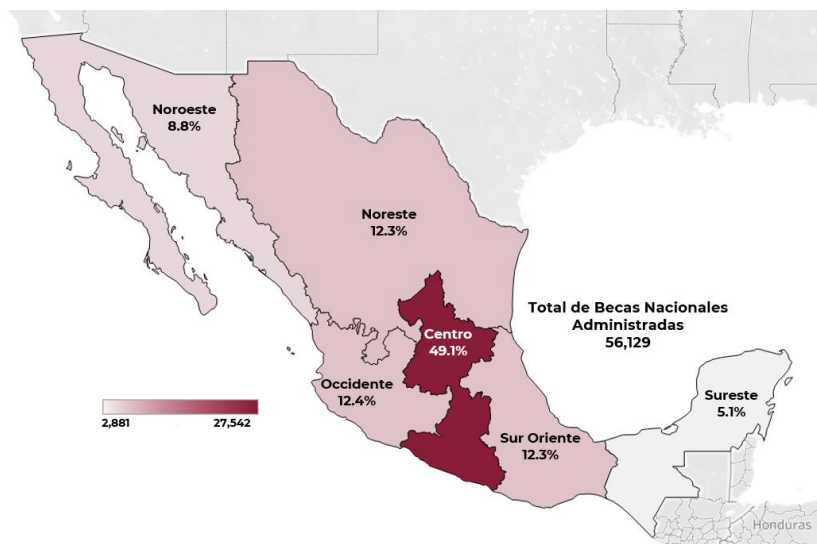 Noroeste
8.8%
Noreste
12.3%
Total de Becas Nacionales
Administradas
56,129
Centro
49.1%
Occidente
12.4%
Sureste
5.1%
2,881
27,542
Sur Oriente
12.3%
Honduras